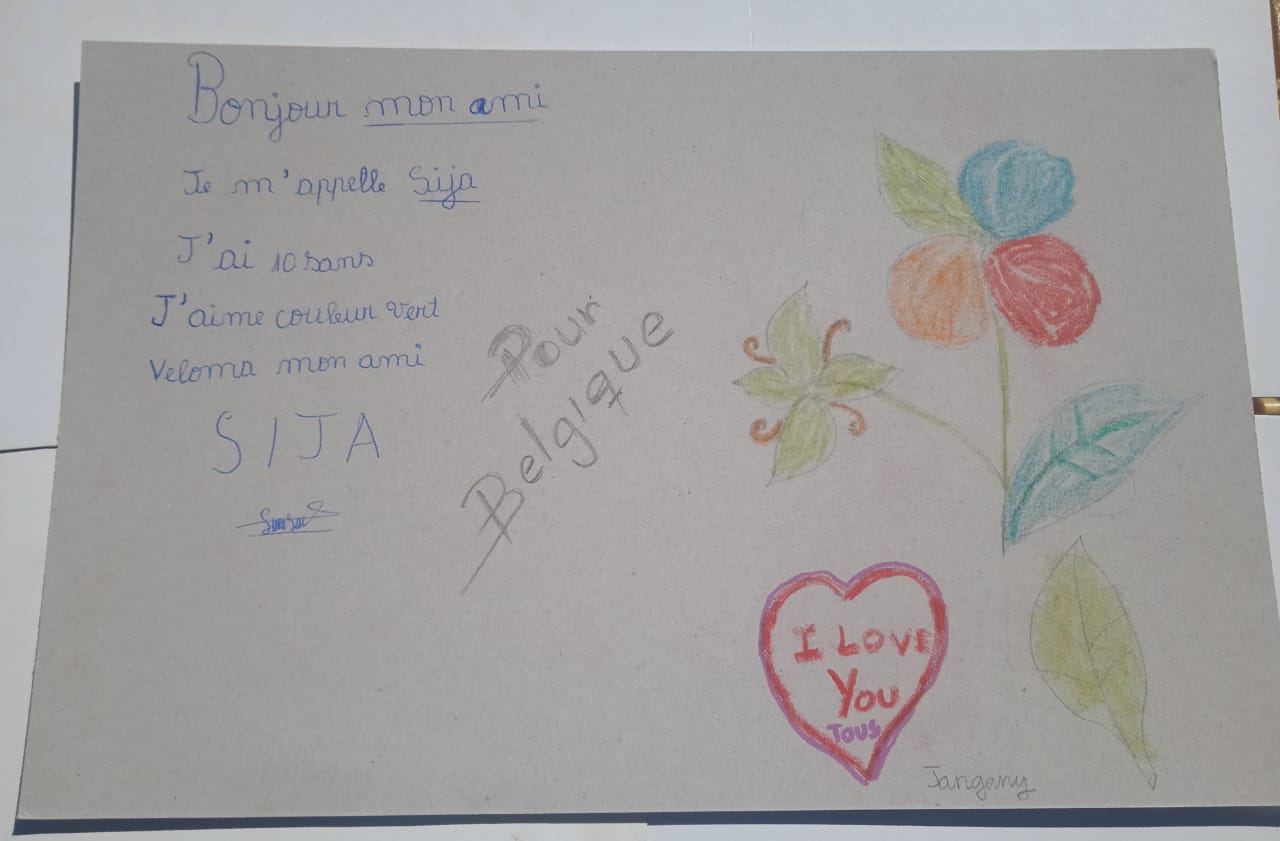 Bonjour mon ami
Je m'appelle Sija
J'ai 10 sans
J'aime couleur vert
Veloma mon ami
SIJA
Pour
Belgique
I LOVE
You
TOUS
Jangany